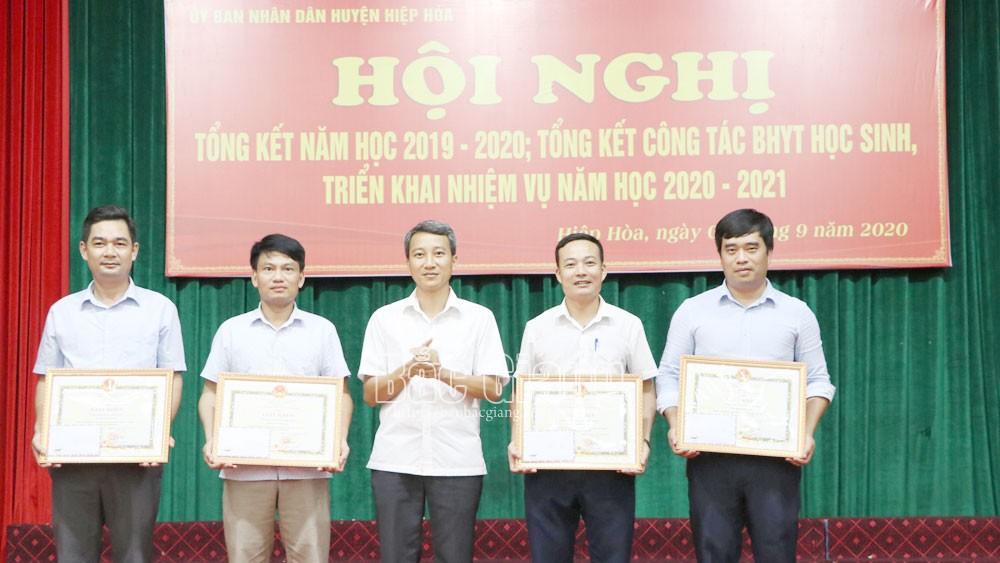 ỦY BAN NHÂN DÂN HUYỆN HIỆP HÒA
HỘI NGHỊ
TỔNG KẾT NĂM HỌC 2019 - 2020; TỔNG KẾT CÔNG TÁC BHYT HỌC SINH,
TRIỂN KHAI NHIỆM VỤ NĂM HỌC 2020 - 2021
Hiệp Hòa, ngày 9 năm 2020